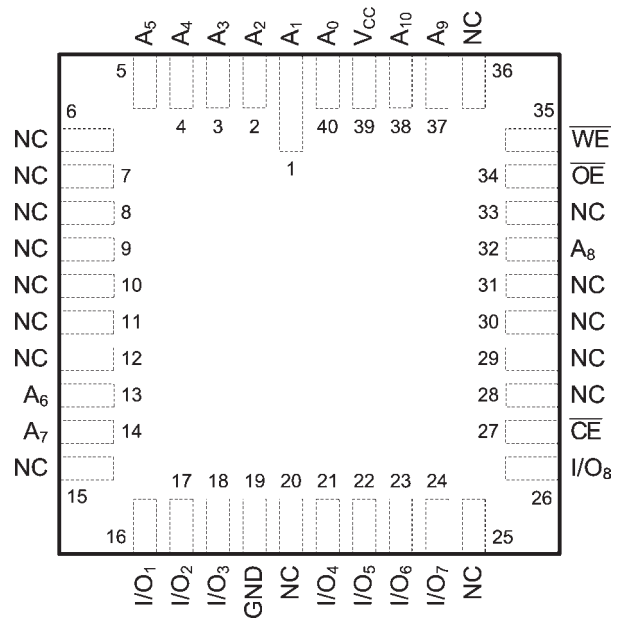 A5 A4 A3 A2 A1 A0 VCC A10 A9 NC
5 36
6 4 3 2 40 39 38 37 35
NC WE
1
NC 7 34 OE
NC 8 33 NC
NC 9 32 A8
NC 10 31 NC
NC 11 30 NC
NC 12 29 NC
A6 13 28 NC
A7 14 27 CE
NC I/O8
15 17 18 19 20 21 22 23 24 26
16 25
I/O1 I/O2 I/O3 GND NC I/O4 I/O5 I/O6 I/O7 NC